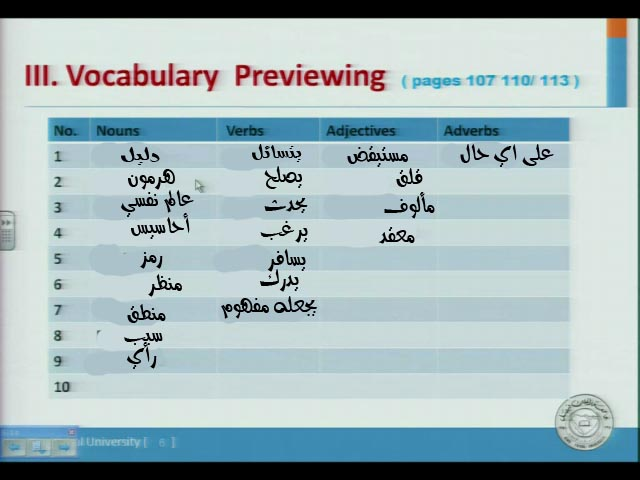 III. Vocabulary Previewing ( pages 107 110/ 113 )
No. Nouns Verbs Adjectives Adverbs
1 دليل يتسائل مستيقض على اي حال
2 هرمون يصلح قلق
3 عالم نفسي يحدث مألوف
4 أحاسيس يرغب معقد
5 رمز يسافر
6 منظر يدرك
7 منطق يجعله مفهوم
8 سبب
9 رأي
10
University [ 6 ]